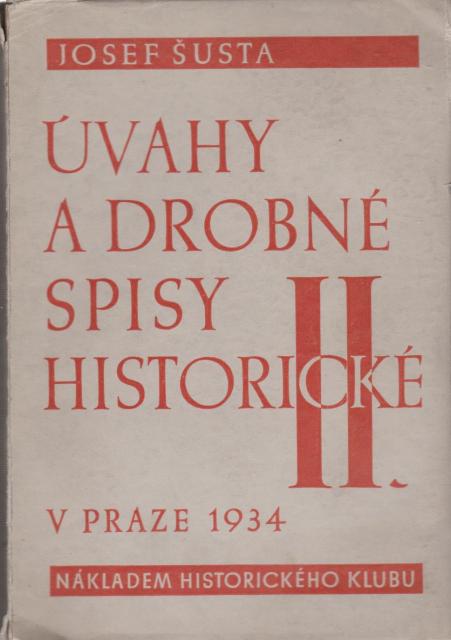 JOSEF ŠUSTA
ÚVAHY
A DROBNÉ
SPISY
HISTORICKÉ
II.
V PRAZE 1934
NÁKLADEM HISTORICKÉHO KLUBU